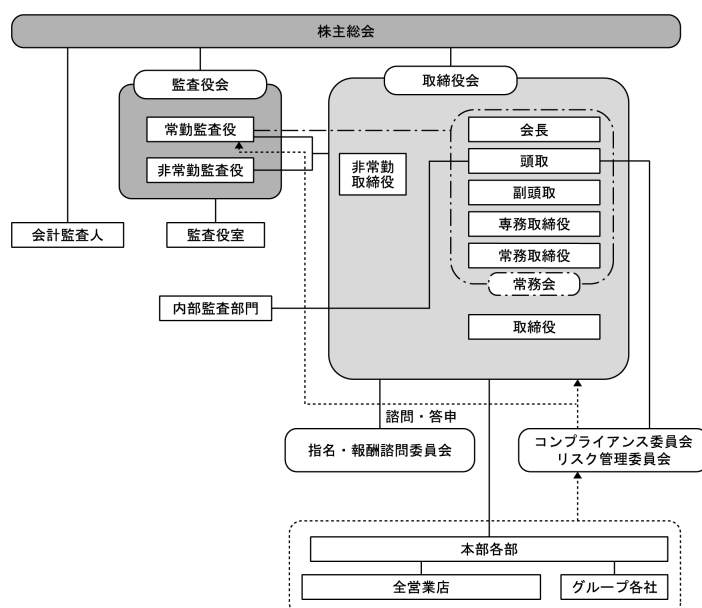 株主総会
監査役会
取締役会
常勤監査役
会長
非常勤
取締役
頭取
非常勤監査役
副頭取
専務取締役
会計監査人
監査役室
常務取締役
常務会
内部監査部門
取締役
諮問・答申
指名・報酬諮問委員会
コンプライアンス委員会
リスク管理委員会
本部各部
全営業店
グループ各社